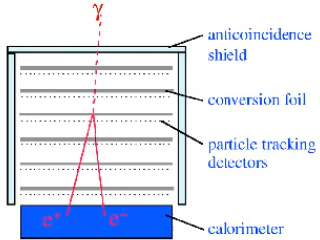 γ
anticoincidence
shield
conversion foil
particle tracking
detectors
e⁺ e⁻
calorimeter